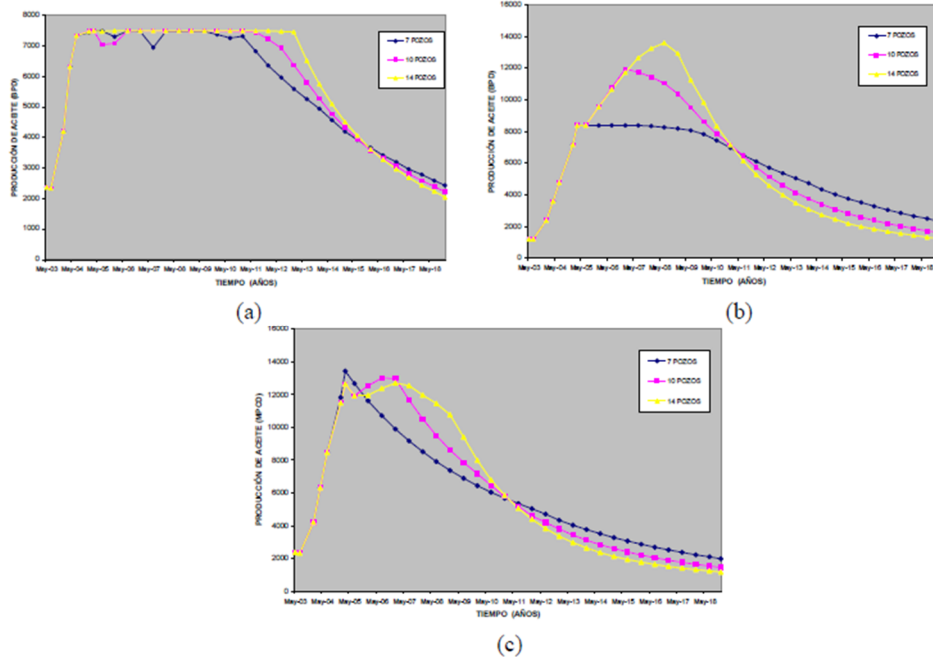 8000
7000
6000
5000
4000
3000
2000
1000
0
PRODUCCIÓN DE ACEITE (BPD)
7 POZOS
10 POZOS
14 POZOS
May-03 May-04 May-05 May-06 May-07 May-08 May-09 May-10 May-11 May-12 May-13 May-14 May-15 May-16 May-17 May-18
TIEMPO (AÑOS)
(a)
16000
14000
12000
10000
8000
6000
4000
2000
0
PRODUCCIÓN DE ACEITE (BPD)
7 POZOS
10 POZOS
14 POZOS
May-03 May-04 May-05 May-06 May-07 May-08 May-09 May-10 May-11 May-12 May-13 May-14 May-15 May-16 May-17 May-18
TIEMPO (AÑOS)
(b)
16000
14000
12000
10000
8000
6000
4000
2000
0
PRODUCCIÓN DE ACEITE (MPCD)
7 POZOS
10 POZOS
14 POZOS
May-03 May-04 May-05 May-06 May-07 May-08 May-09 May-10 May-11 May-12 May-13 May-14 May-15 May-16 May-17 May-18
TIEMPO (AÑOS)
(c)